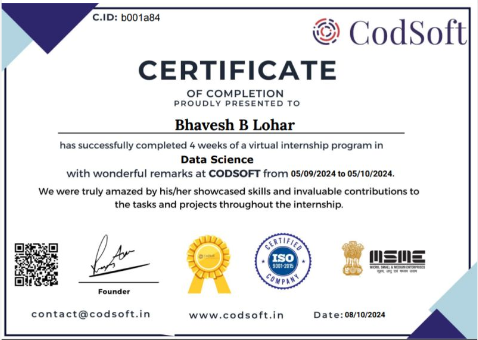 C.ID: b001a84
CodSoft
CERTIFICATE
OF COMPLETION
PROUDLY PRESENTED TO
Bhavesh B Lohar
has successfully completed 4 weeks of a virtual internship program in
Data Science
with wonderful remarks at CODSOFT from 05/09/2024 to 05/10/2024.
We were truly amazed by his/her showcased skills and invaluable contributions to
the tasks and projects throughout the internship.
CERTIFIED
ISO
9001:2015
COMPANY
MSME
MICRO, SMALL & MEDIUM ENTERPRISES
Founder
contact@codsoft.in
www.codsoft.in
Date: 08/10/2024